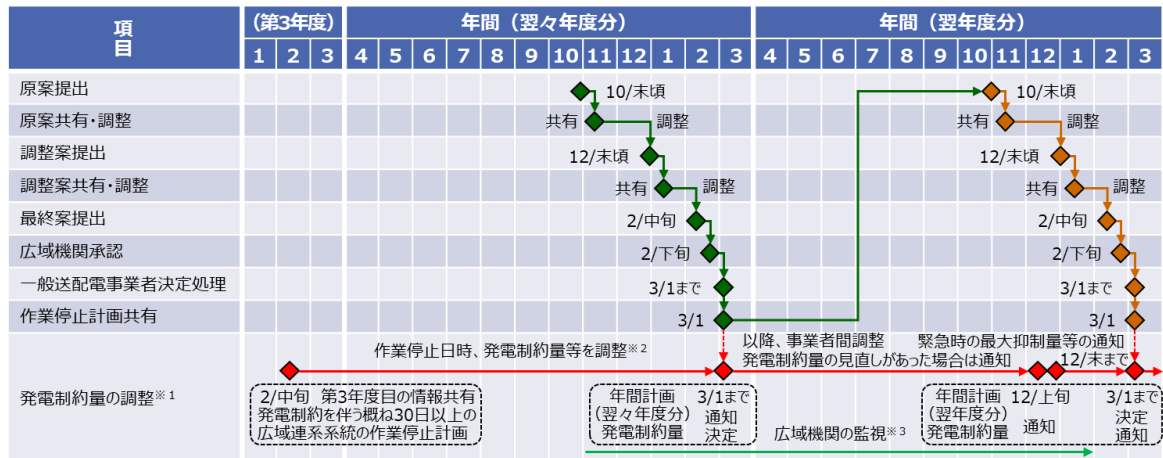 項目
(第3年度)
年間（翌々年度分）
年間（翌年度分）
1 2 3 4 5 6 7 8 9 10 11 12 1 2 3 4 5 6 7 8 9 10 11 12 1 2 3
原案提出
10/末頃
10/末頃
原案共有・調整
共有
調整
共有
調整
調整案提出
12/末頃
12/末頃
調整案共有・調整
共有
調整
共有
調整
最終案提出
2/中旬
2/中旬
広域機関承認
2/下旬
2/下旬
一般送配電事業者決定処理
3/1まで
3/1まで
作業停止計画共有
3/1
3/1
発電制約量の調整※1
作業停止日時、発電制約量等を調整※2
以降、事業者間調整
発電制約量の見直しがあった場合は通知
緊急時の最大抑制量等の通知
12/末まで
2/中旬 第3年度目の情報共有
発電制約を伴う概ね30日以上の
広域連系系統の作業停止計画
年間計画
(翌々年度分)
発電制約量
3/1まで
通知
決定
年間計画
(翌年度分)
発電制約量
12/上旬
通知
3/1まで
決定
通知
広域機関の監視※3